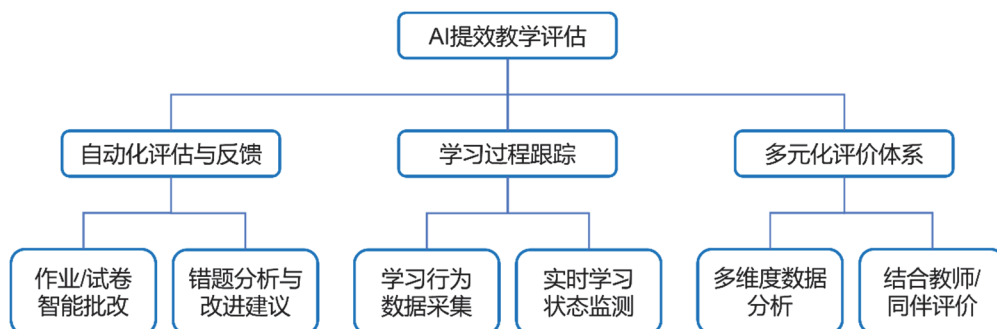 AI提效教学评估
自动化评估与反馈
学习过程跟踪
多元化评价体系
作业/试卷
智能批改
错题分析与
改进建议
学习行为
数据采集
实时学习
状态监测
多维度数据
分析
结合教师/
同伴评价